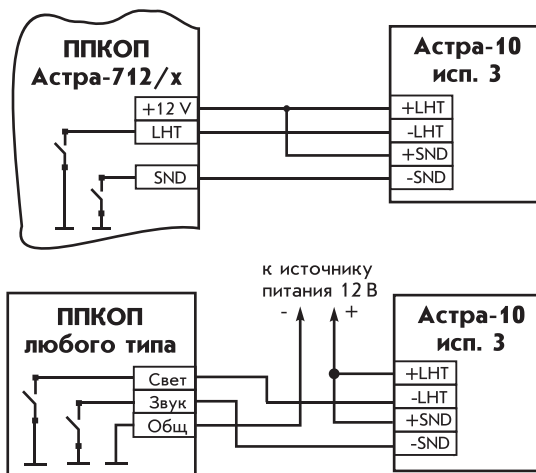 ППКОП
Астра-712/х
+12 V
LHT
SND
Астра-10
исп. 3
+LHT
-LHT
+SND
-SND
к источнику
питания 12 В
- +
ППКОП
любого типа
Свет
Звук
Общ
Астра-10
исп. 3
+LHT
-LHT
+SND
-SND